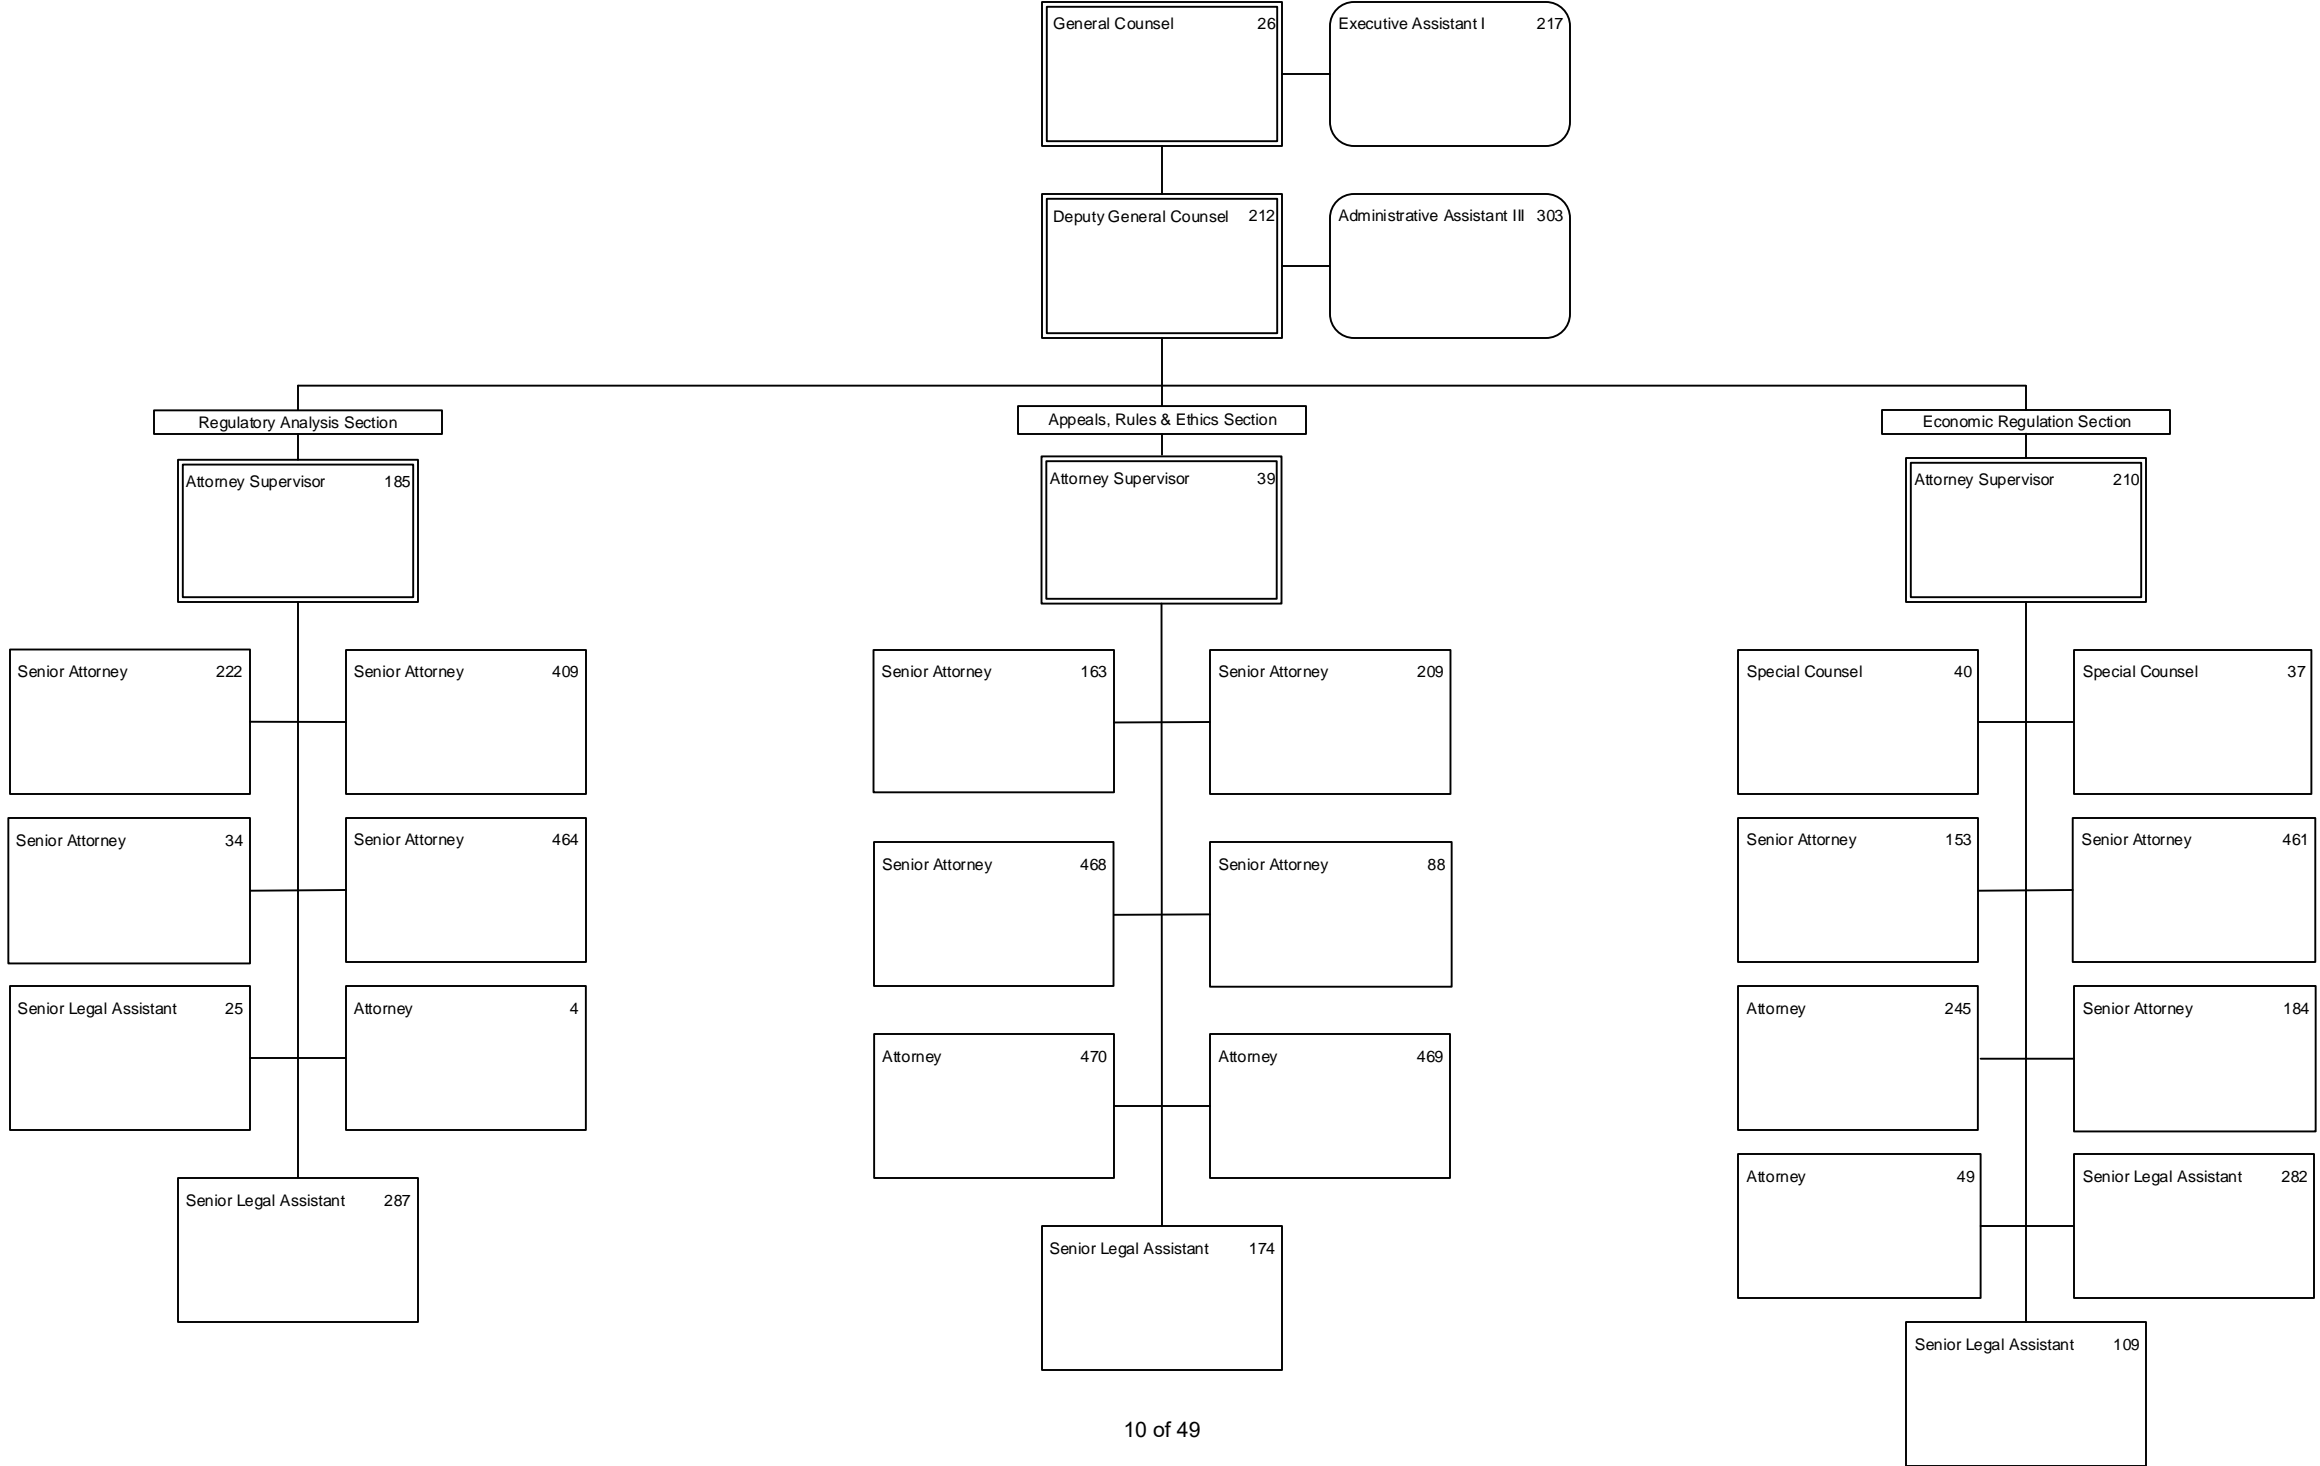 General Counsel 26
Executive Assistant I 217
Deputy General Counsel 212
Administrative Assistant III 303
Regulatory Analysis Section
Appeals, Rules & Ethics Section
Economic Regulation Section
Attorney Supervisor 185
Attorney Supervisor 39
Attorney Supervisor 210
Senior Attorney 222
Senior Attorney 409
Senior Attorney 163
Senior Attorney 209
Special Counsel 40
Special Counsel 37
Senior Attorney 34
Senior Attorney 464
Senior Attorney 468
Senior Attorney 88
Senior Attorney 153
Senior Attorney 461
Senior Legal Assistant 25
Attorney 4
Attorney 470
Attorney 469
Attorney 245
Senior Attorney 184
Attorney 49
Senior Legal Assistant 282
Senior Legal Assistant 287
Senior Legal Assistant 174
Senior Legal Assistant 109
10 of 49